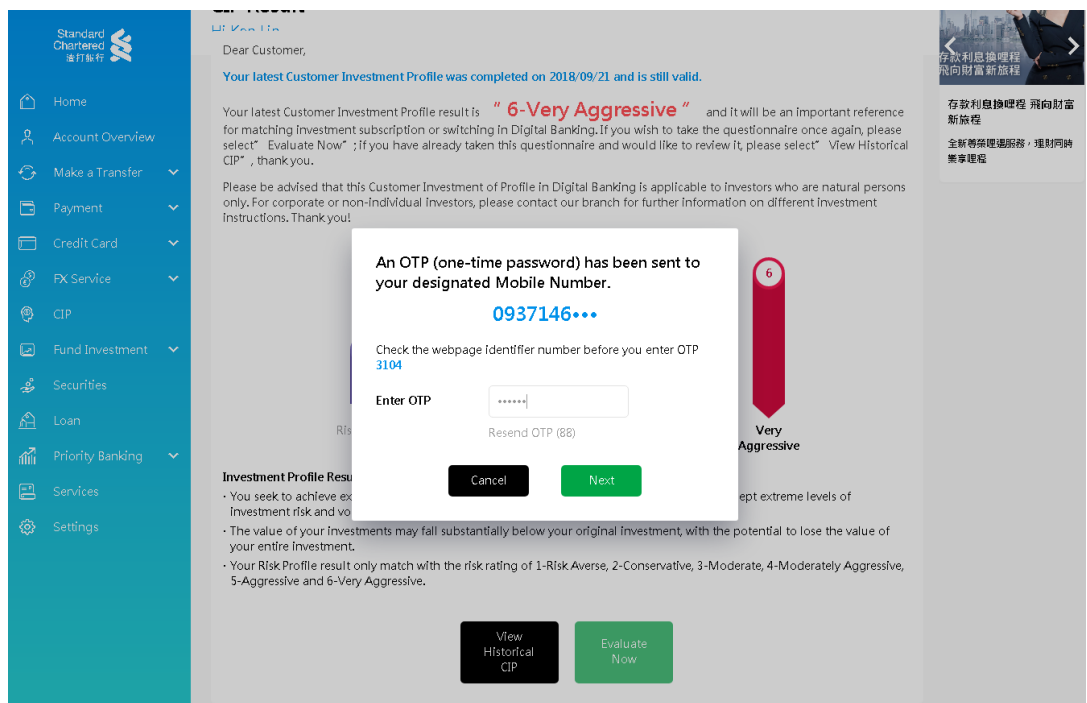 Standard
Chartered
渣打銀行
Home
Account Overview
Make a Transfer
Payment
Credit Card
FX Service
CIP
Fund Investment
Securities
Loan
Priority Banking
Services
Settings
CIP Result
Hi Ken Lin
Dear Customer,
Your latest Customer Investment Profile was completed on 2018/09/21 and is still valid.
Your latest Customer Investment Profile result is “ 6-Very Aggressive ” and it will be an important reference
for matching investment subscription or switching in Digital Banking. If you wish to take the questionnaire once again, please
select” Evaluate Now” ; if you have already taken this questionnaire and would like to review it, please select” View Historical
CIP” , thank you.
Please be advised that this Customer Investment of Profile in Digital Banking is applicable to investors who are natural persons
only. For corporate or non-individual investors, please contact our branch for further information on different investment
instructions. Thank you!
An OTP (one-time password) has been sent to
your designated Mobile Number.
0937146•••
Check the webpage identifier number before you enter OTP
3104
Enter OTP
••••••
Resend OTP (88)
Cancel
Next
6
Ris
Very
Aggressive
Investment Profile Resu
· You seek to achieve ex
ept extreme levels of
investment risk and vo
· The value of your investments may fall substantially below your original investment, with the potential to lose the value of
your entire investment.
· Your Risk Profile result only match with the risk rating of 1-Risk Averse, 2-Conservative, 3-Moderate, 4-Moderately Aggressive,
5-Aggressive and 6-Very Aggressive.
View
Historical
CIP
Evaluate
Now
存款利息換哩程
飛向財富新旅程
存款利息換哩程 飛向財富
新旅程
全新尊榮禮遇服務，理財同時
樂享哩程